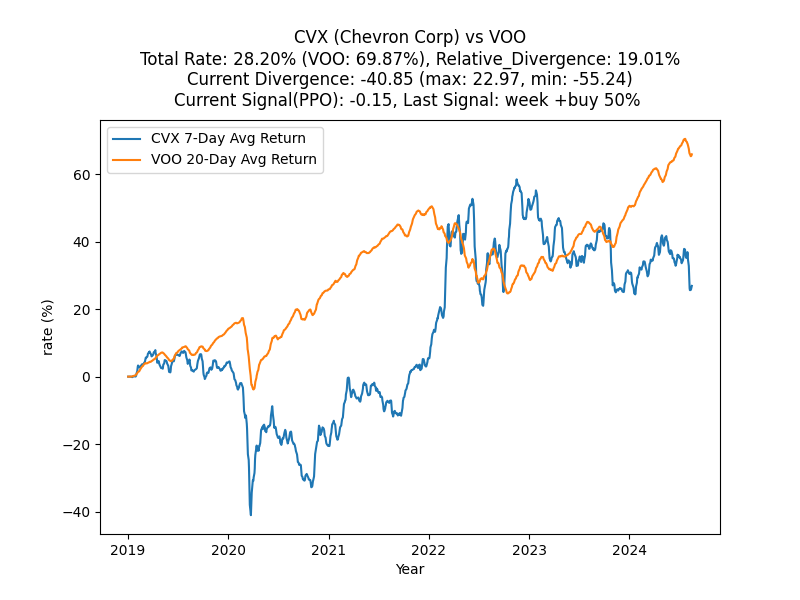 CVX (Chevron Corp) vs VOO
Total Rate: 28.20% (VOO: 69.87%), Relative_Divergence: 19.01%
Current Divergence: -40.85 (max: 22.97, min: -55.24)
Current Signal(PPO): -0.15, Last Signal: week +buy 50%
CVX 7-Day Avg Return
VOO 20-Day Avg Return
rate (%)
60
40
20
0
−20
−40
2019 2020 2021 2022 2023 2024
Year